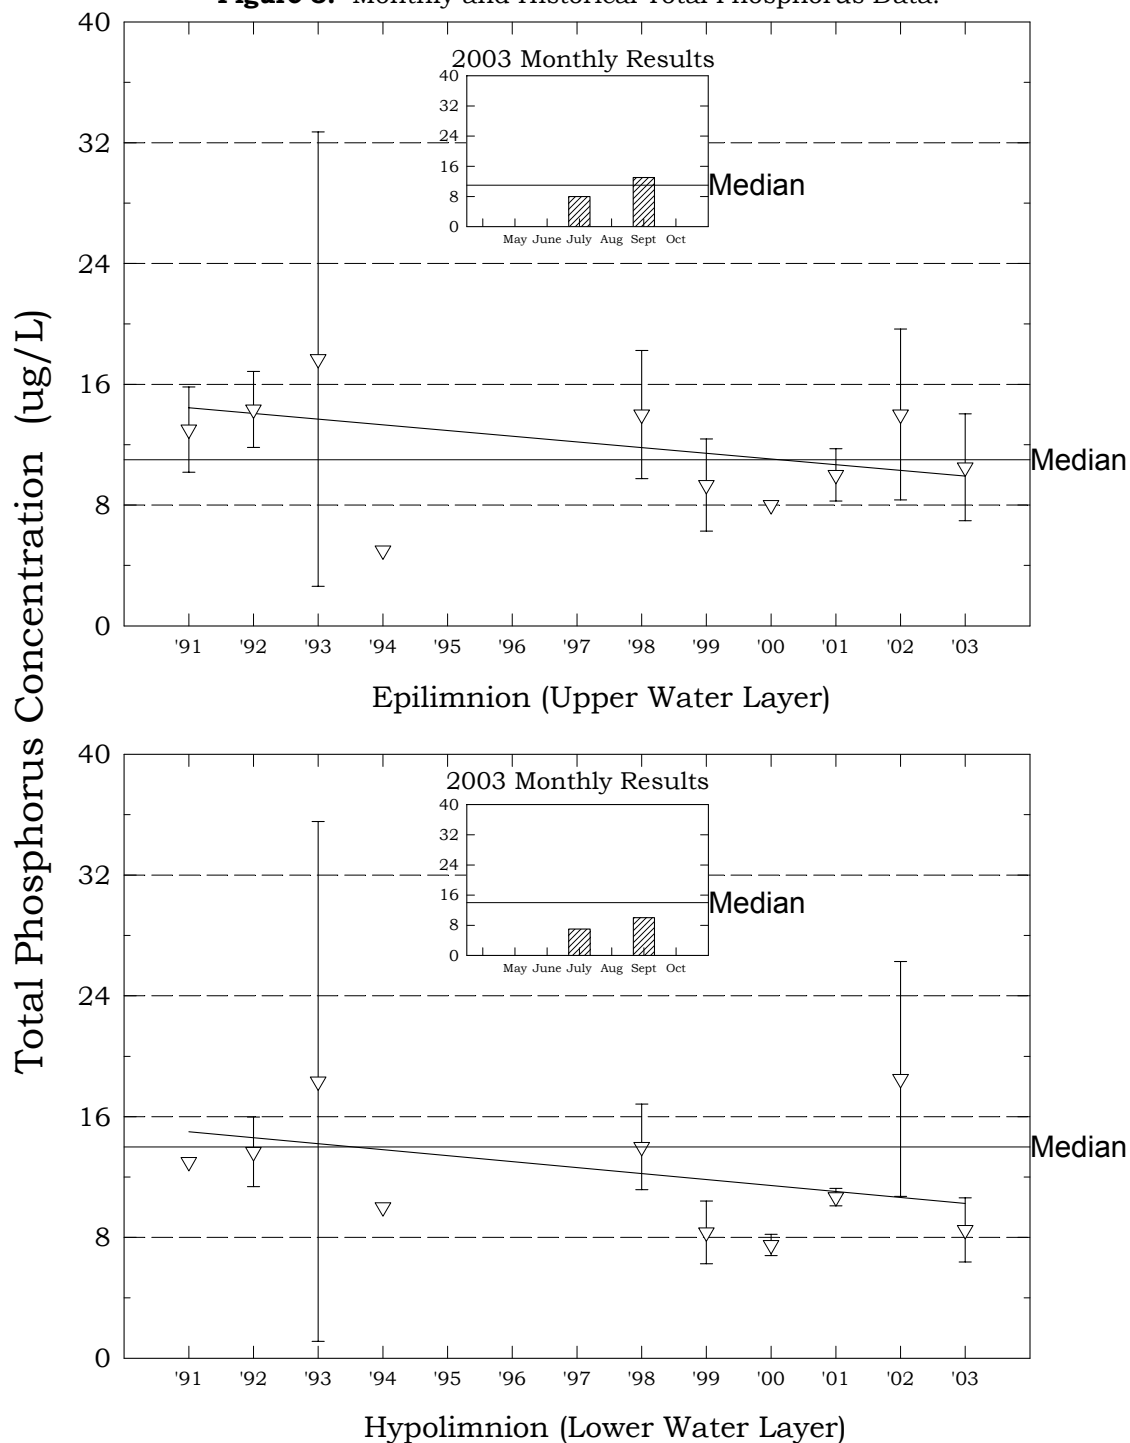 Figure 3. Monthly and Historical Total Phosphorus Data.
Total Phosphorus Concentration (ug/L)
40
32
24
16
8
0
2003 Monthly Results
40
32
24
16
8
0
Median
May June July Aug Sept Oct
Median
'91 '92 '93 '94 '95 '96 '97 '98 '99 '00 '01 '02 '03
Epilimnion (Upper Water Layer)
40
32
24
16
8
0
2003 Monthly Results
40
32
24
16
8
0
Median
May June July Aug Sept Oct
Median
'91 '92 '93 '94 '95 '96 '97 '98 '99 '00 '01 '02 '03
Hypolimnion (Lower Water Layer)